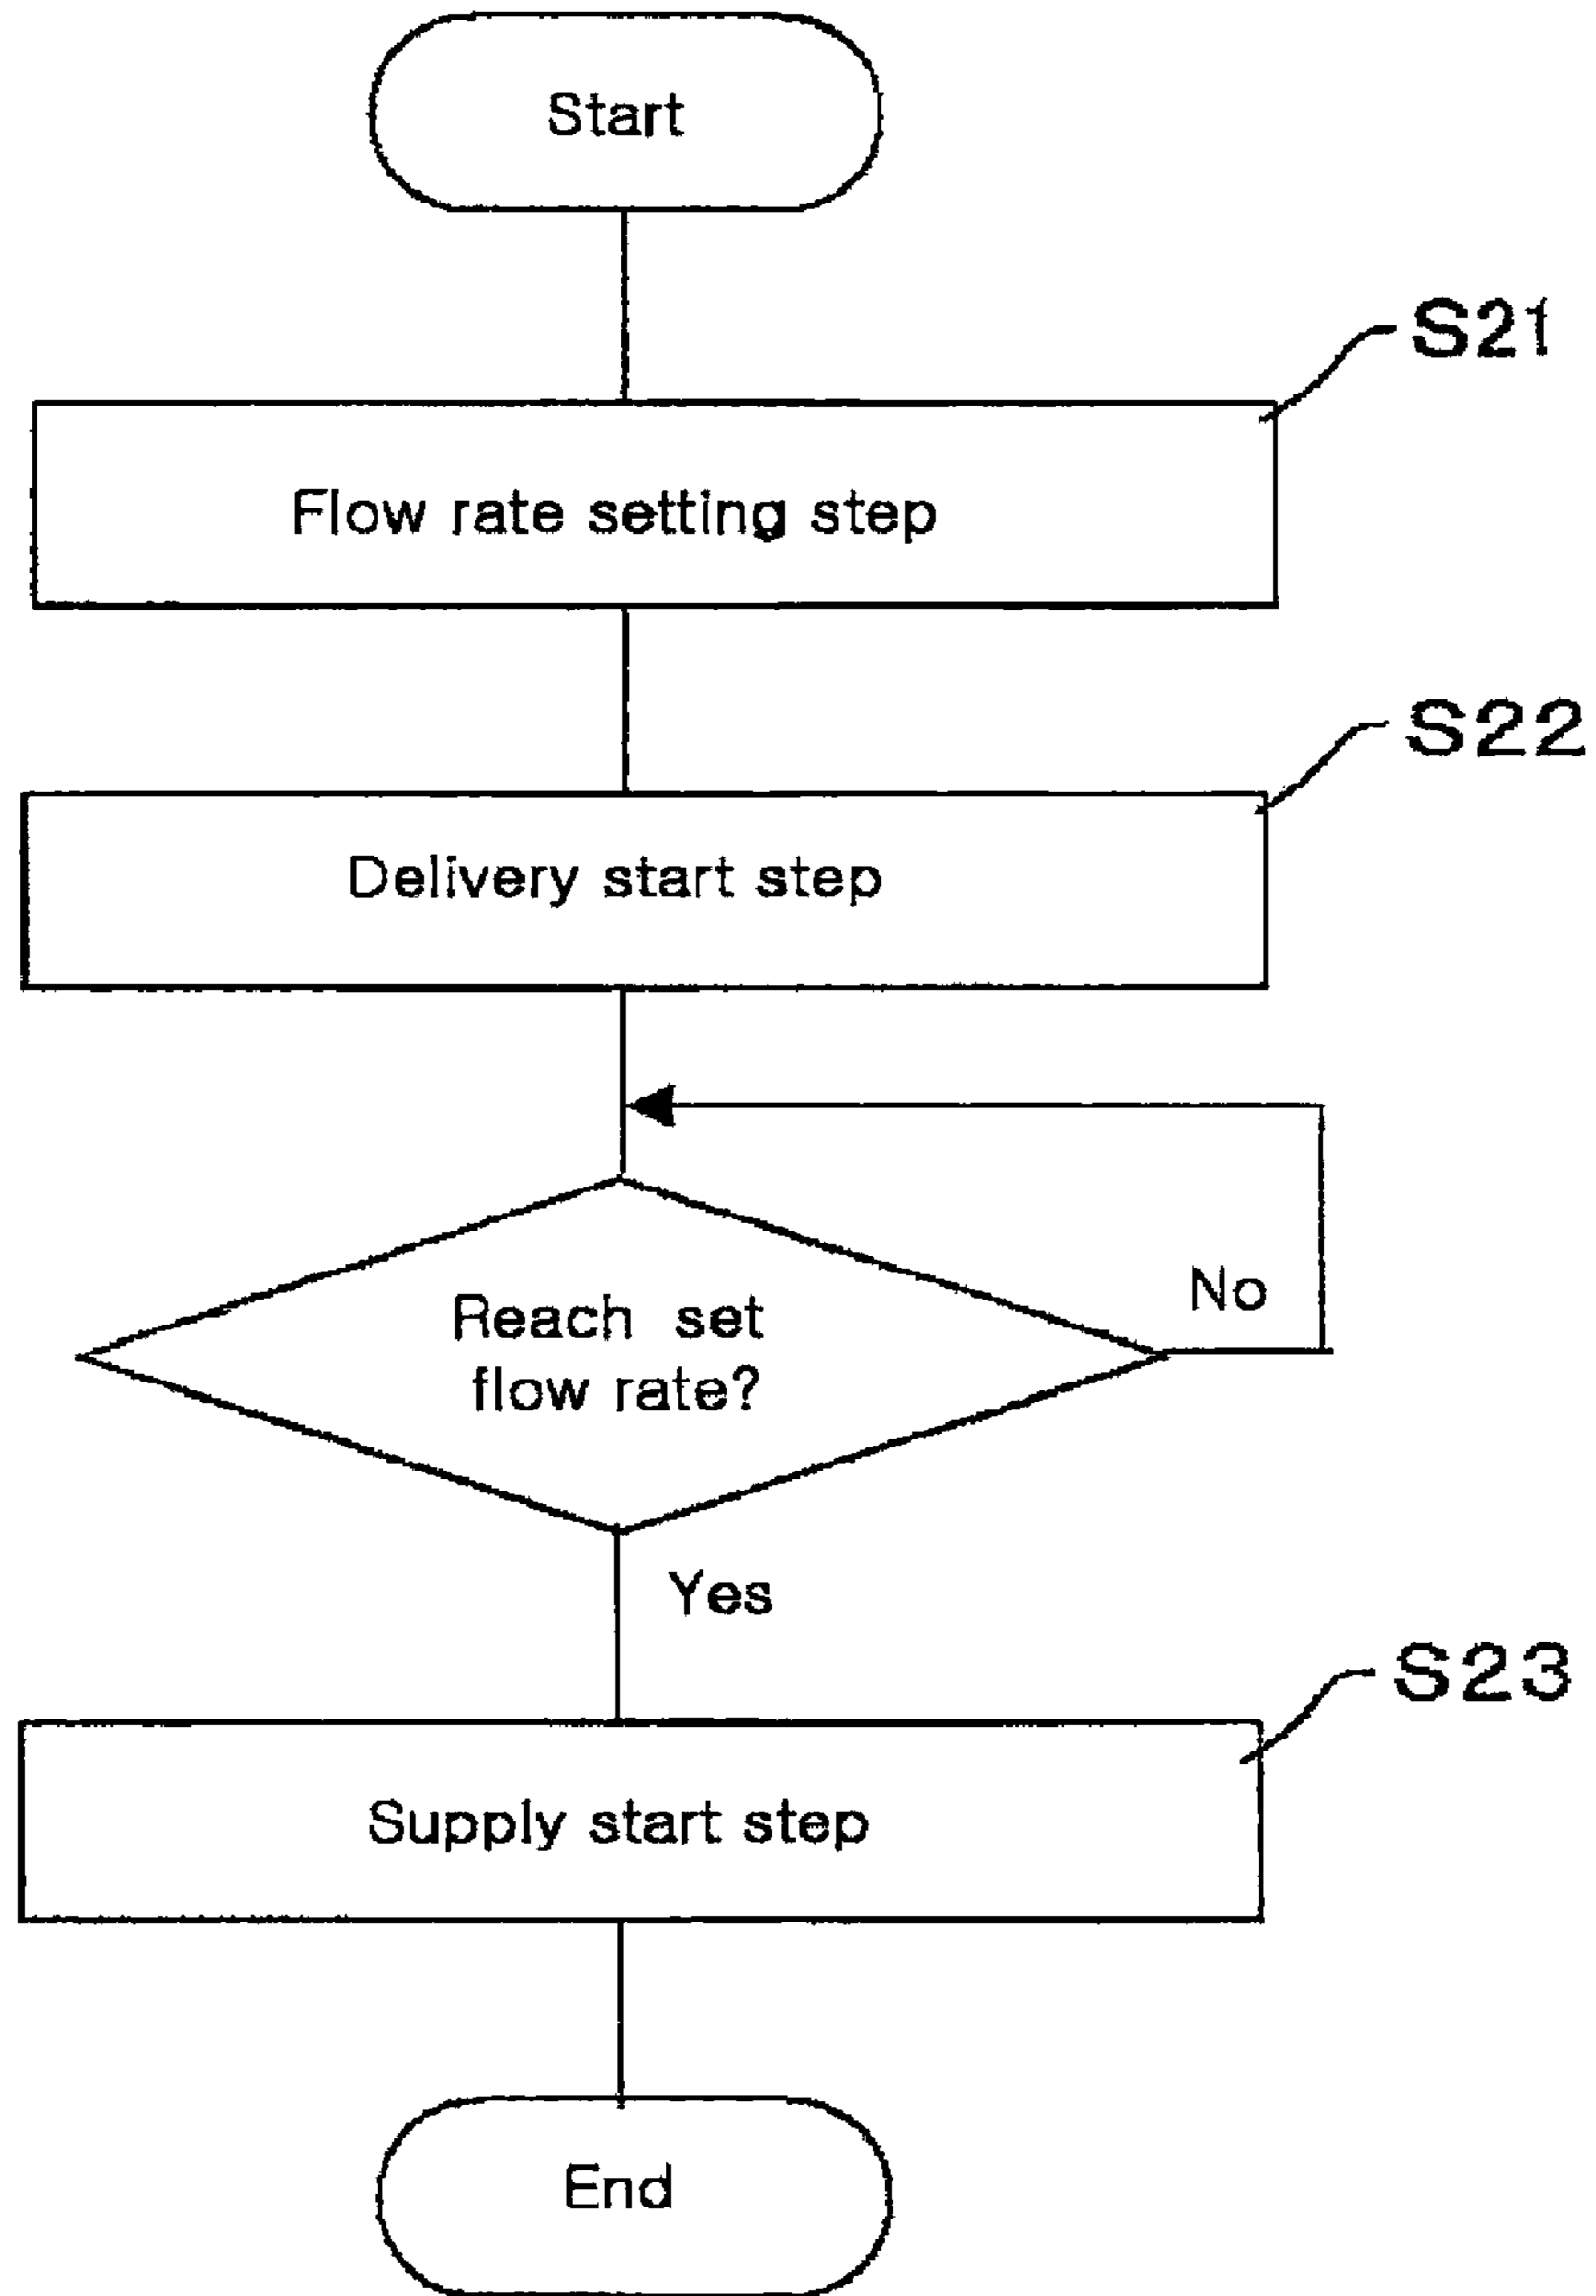 Start
S21
Flow rate setting step
S22
Delivery start step
Reach set
flow rate?
No
Yes
S23
Supply start step
End